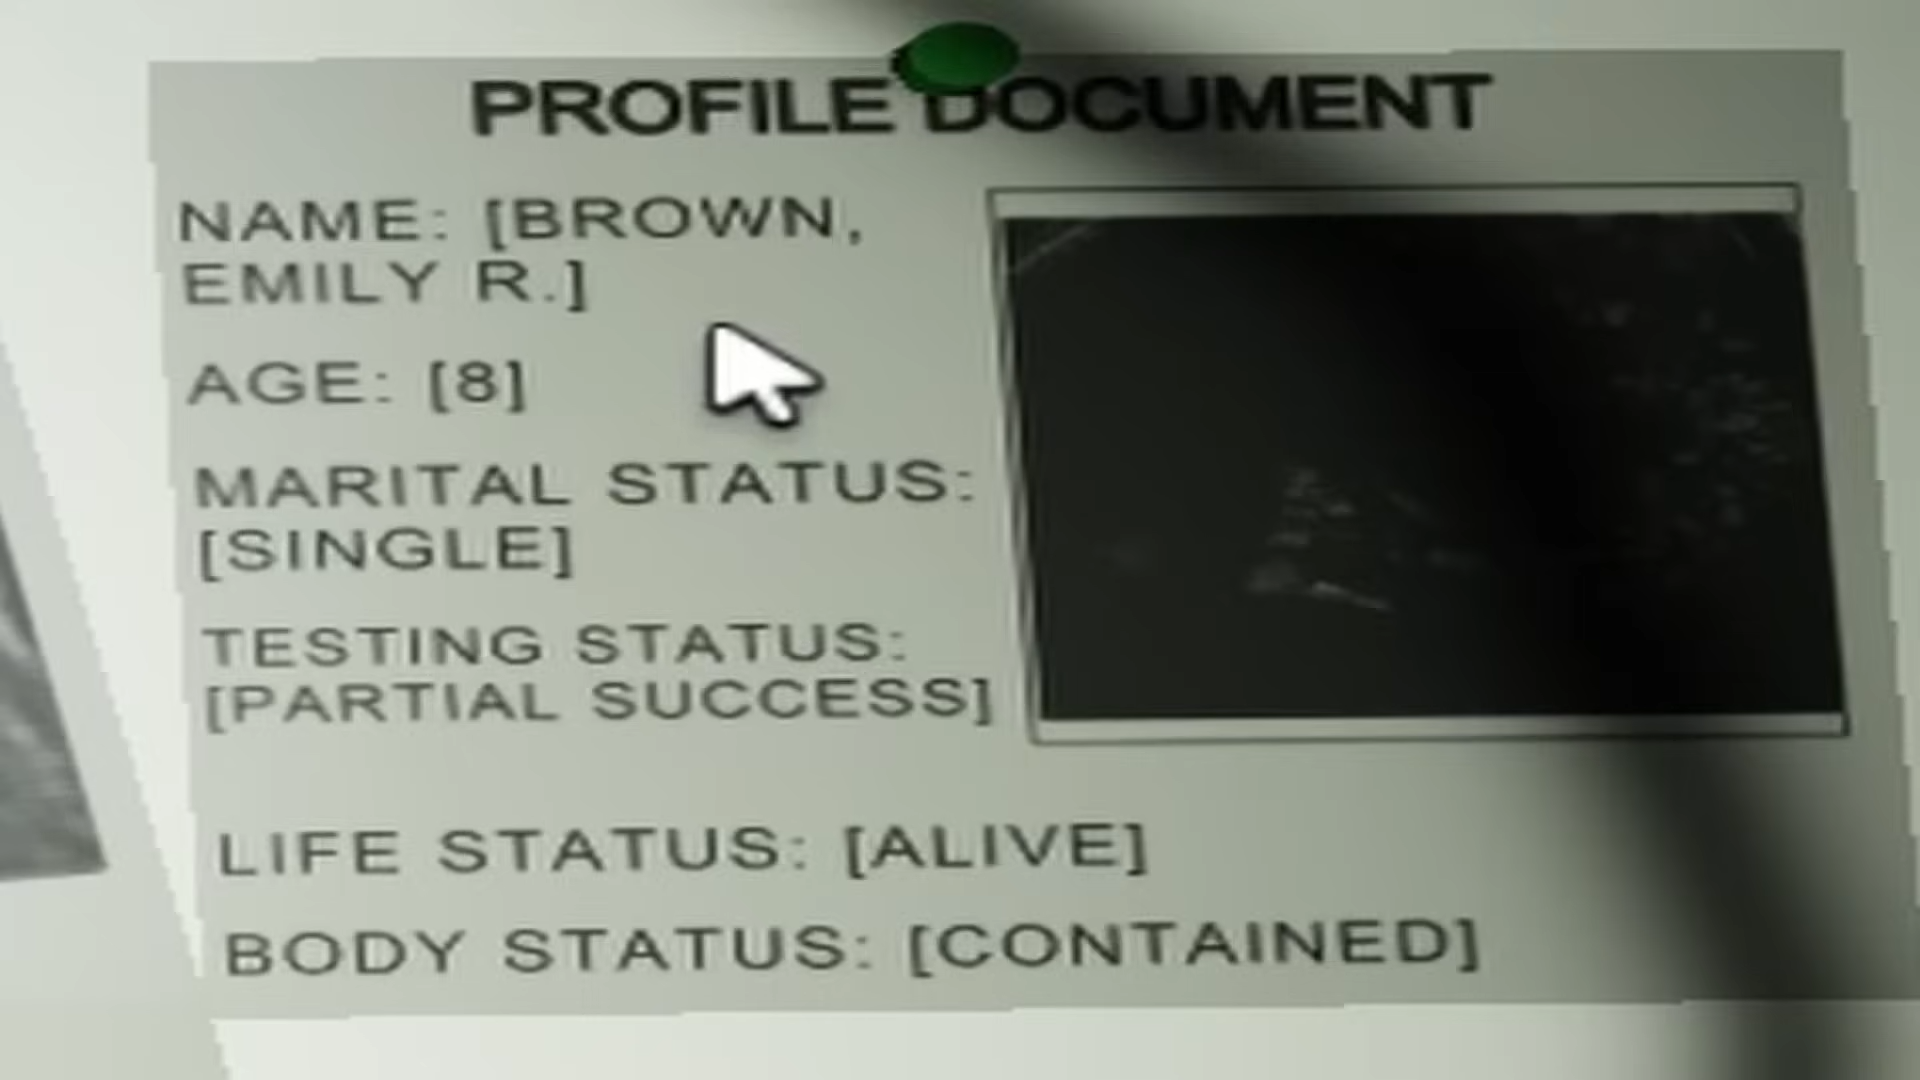 PROFILE DOCUMENT
NAME: [BROWN,
EMILY R.]
AGE: [8]
MARITAL STATUS:
[SINGLE]
TESTING STATUS:
[PARTIAL SUCCESS]
LIFE STATUS: [ALIVE]
BODY STATUS: [CONTAINED]